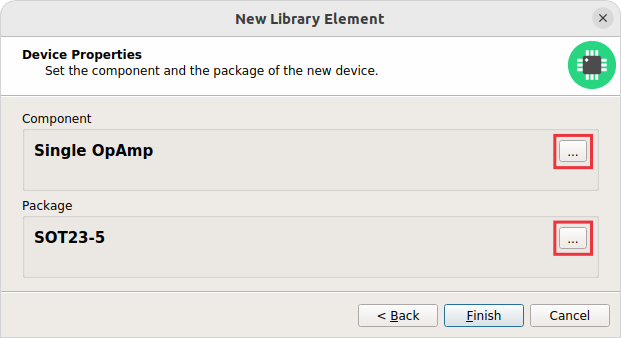 New Library Element
Device Properties
Set the component and the package of the new device.
Component
Single OpAmp
...
Package
SOT23-5
...
< Back
Finish
Cancel